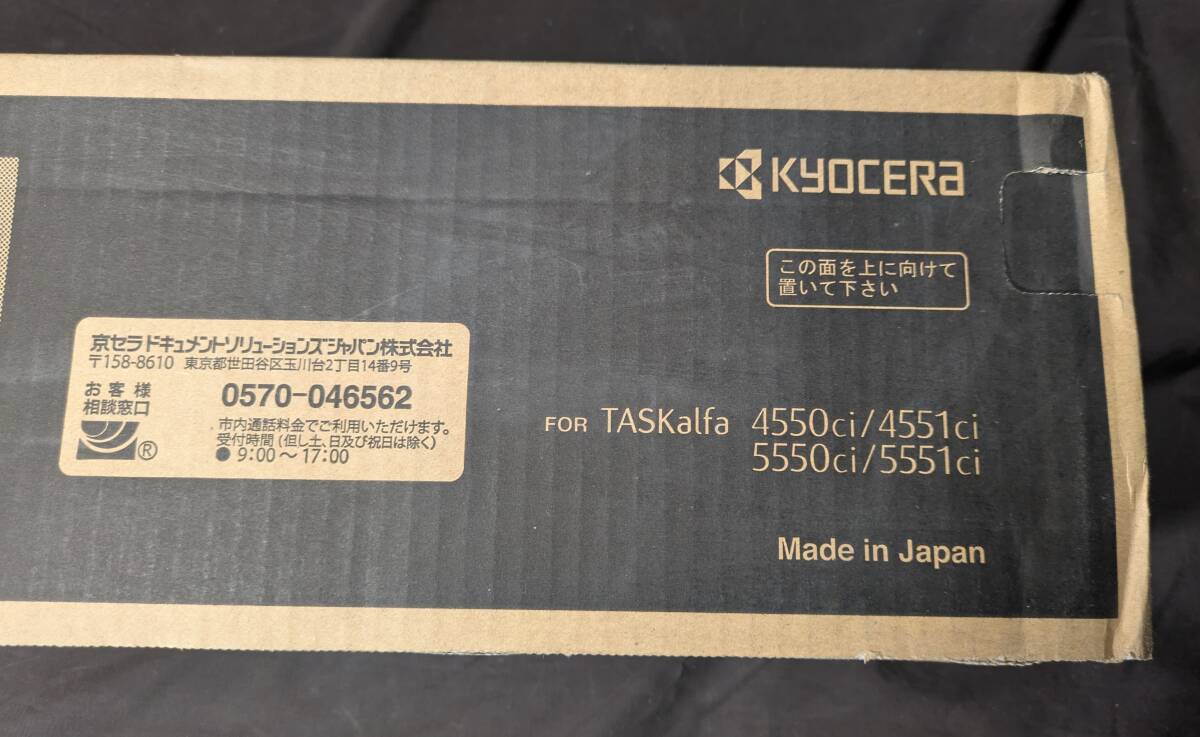 KYOCERA
この面を上に向けて
置いて下さい
京セラドキュメントソリューションズジャパン株式会社
〒158-8610 東京都世田谷区玉川台2丁目14番9号
お客様
相談窓口
0570-046562
市内通話料金でご利用いただけます。
受付時間(但し土、日及び祝日は除く)
● 9:00〜17:00
®
FOR TASKalfa 4550ci/4551ci
5550ci/5551ci
Made in Japan